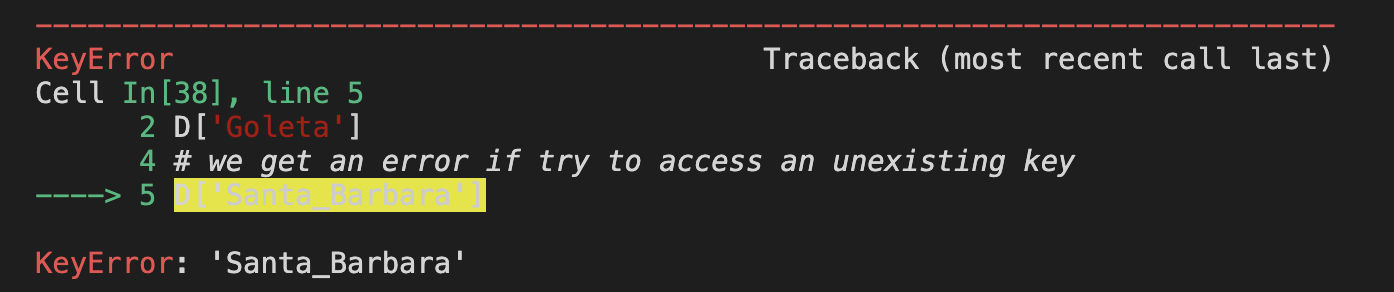 ---------------------------------------------------------------------------
KeyError                                  Traceback (most recent call last)
Cell In[38], line 5
      2 D['Goleta']
      4 # we get an error if try to access an unexisting key
----> 5 D['Santa_Barbara']

KeyError: 'Santa_Barbara'